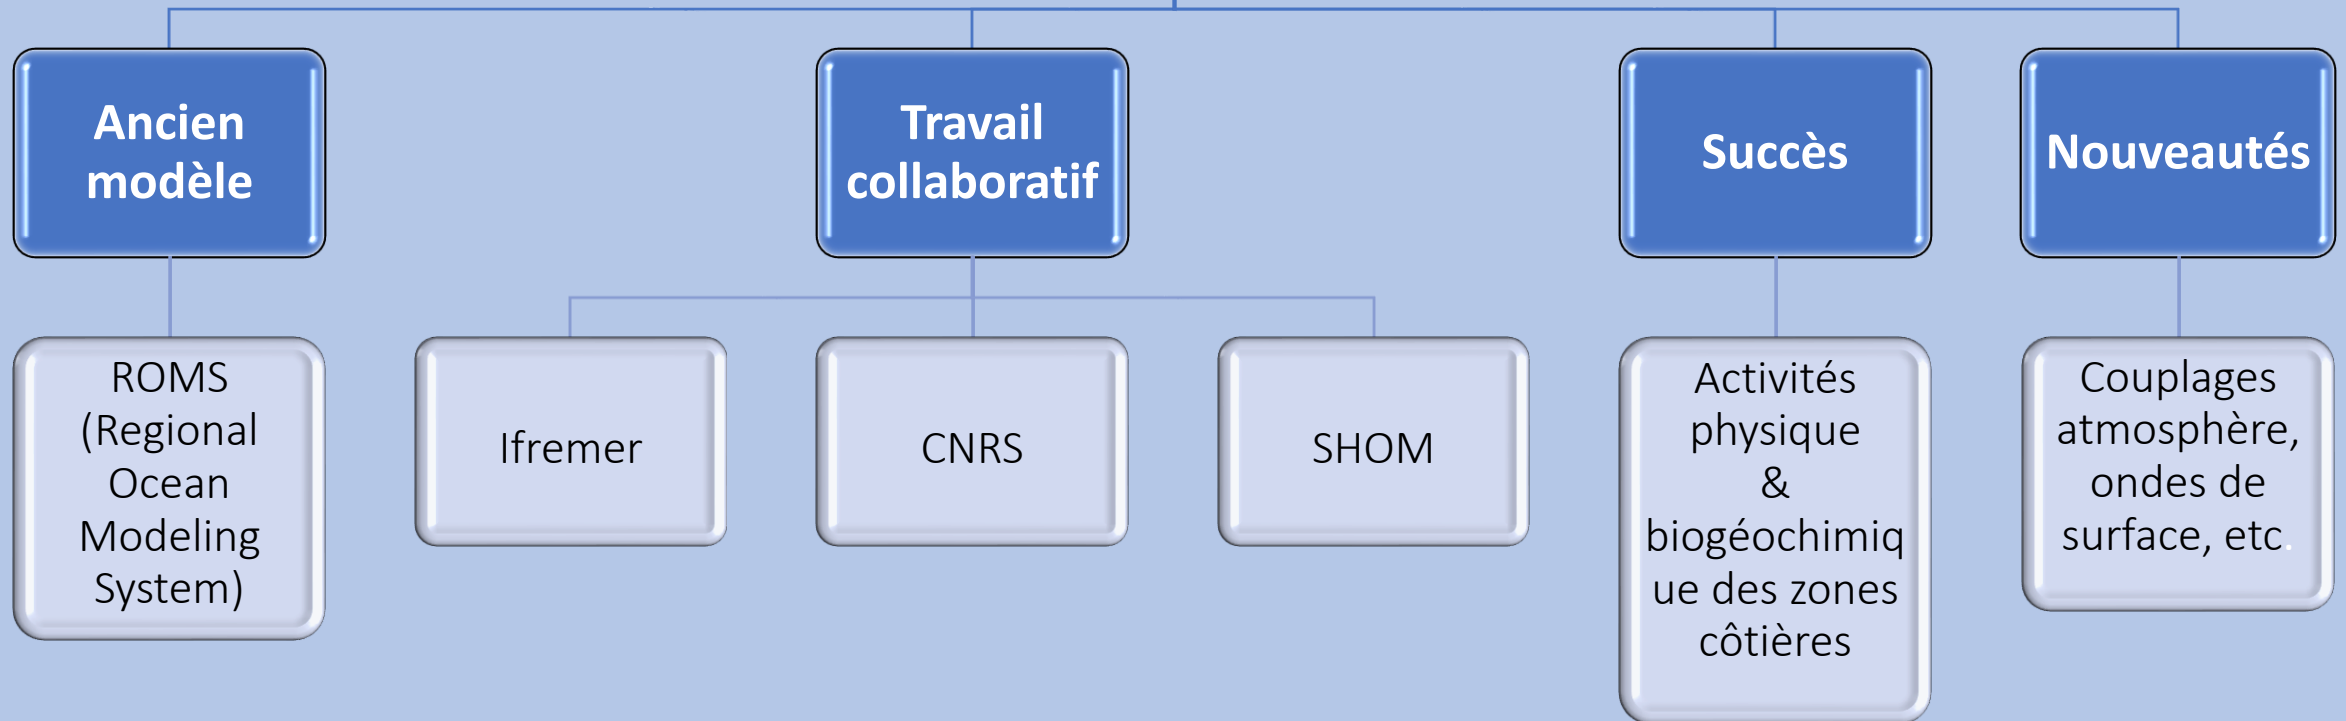 Ancien
modèle
Travail
collaboratif
Succès
Nouveautés
ROMS
(Regional
Ocean
Modeling
System)
Ifremer
CNRS
SHOM
Activités
physique
&
biogéochimiq
ue des zones
côtières
Couplages
atmosphère,
ondes de
surface, etc.